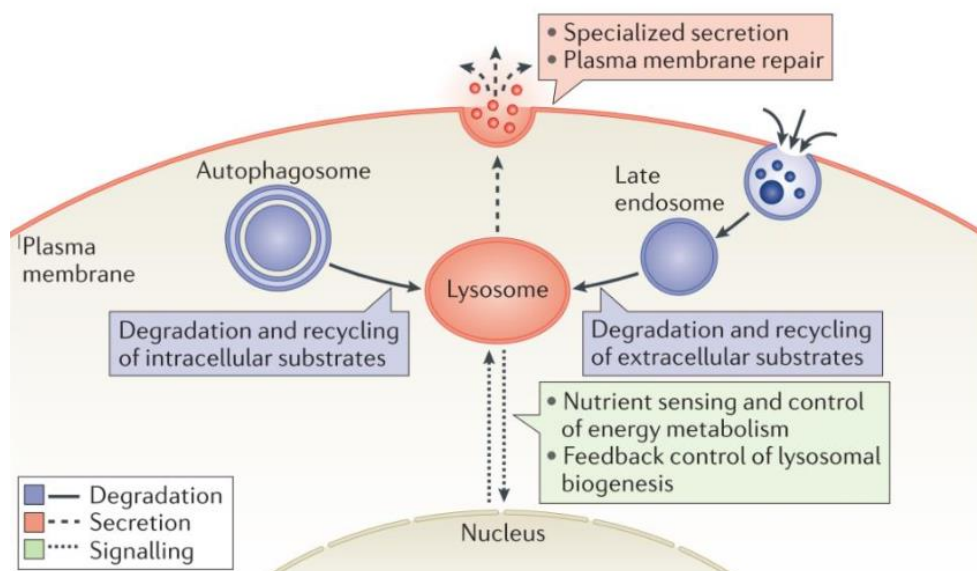 • Specialized secretion
• Plasma membrane repair
Autophagosome
Late
endosome
Plasma
membrane
Lysosome
Degradation and recycling
of intracellular substrates
Degradation and recycling
of extracellular substrates
• Nutrient sensing and control
of energy metabolism
• Feedback control of lysosomal
biogenesis
Degradation
Secretion
Signalling
Nucleus